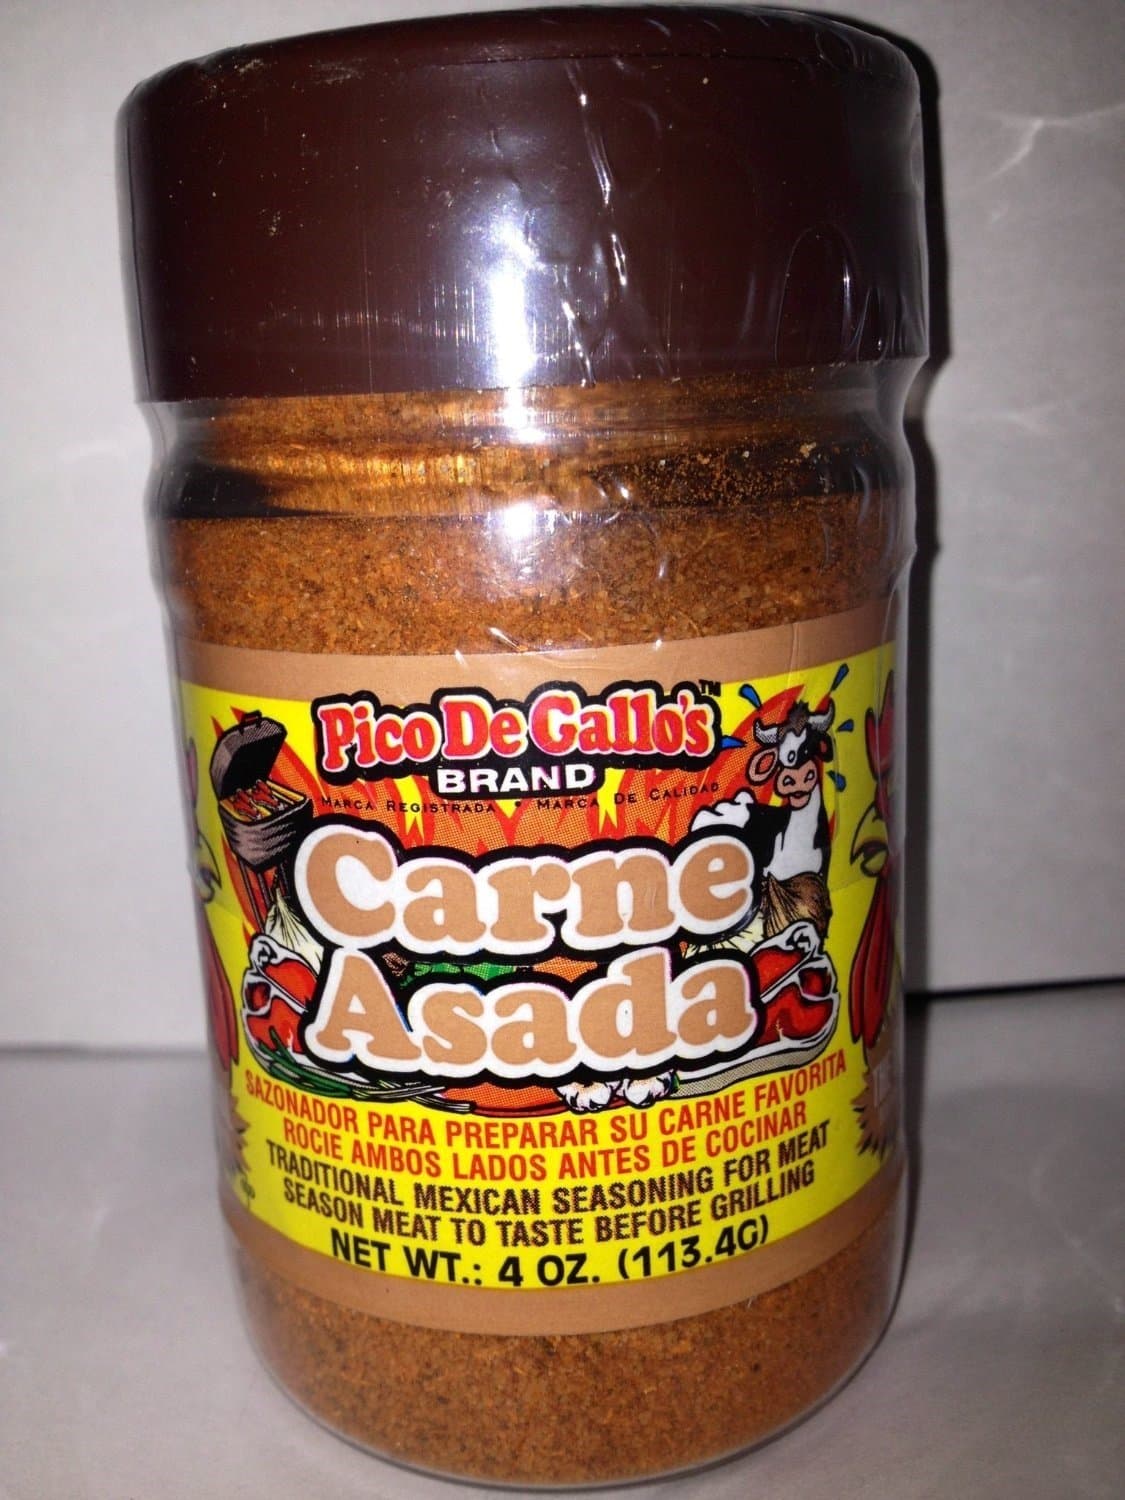 Pico De Gallo's™
BRAND
MARCA REGISTRADA • MARCA DE CALIDAD
Carne
Asada
SAZONADOR PARA PREPARAR SU CARNE FAVORITA
ROCIE AMBOS LADOS ANTES DE COCINAR
TRADITIONAL MEXICAN SEASONING FOR MEAT
SEASON MEAT TO TASTE BEFORE GRILLING
NET WT.: 4 OZ. (113.4G)